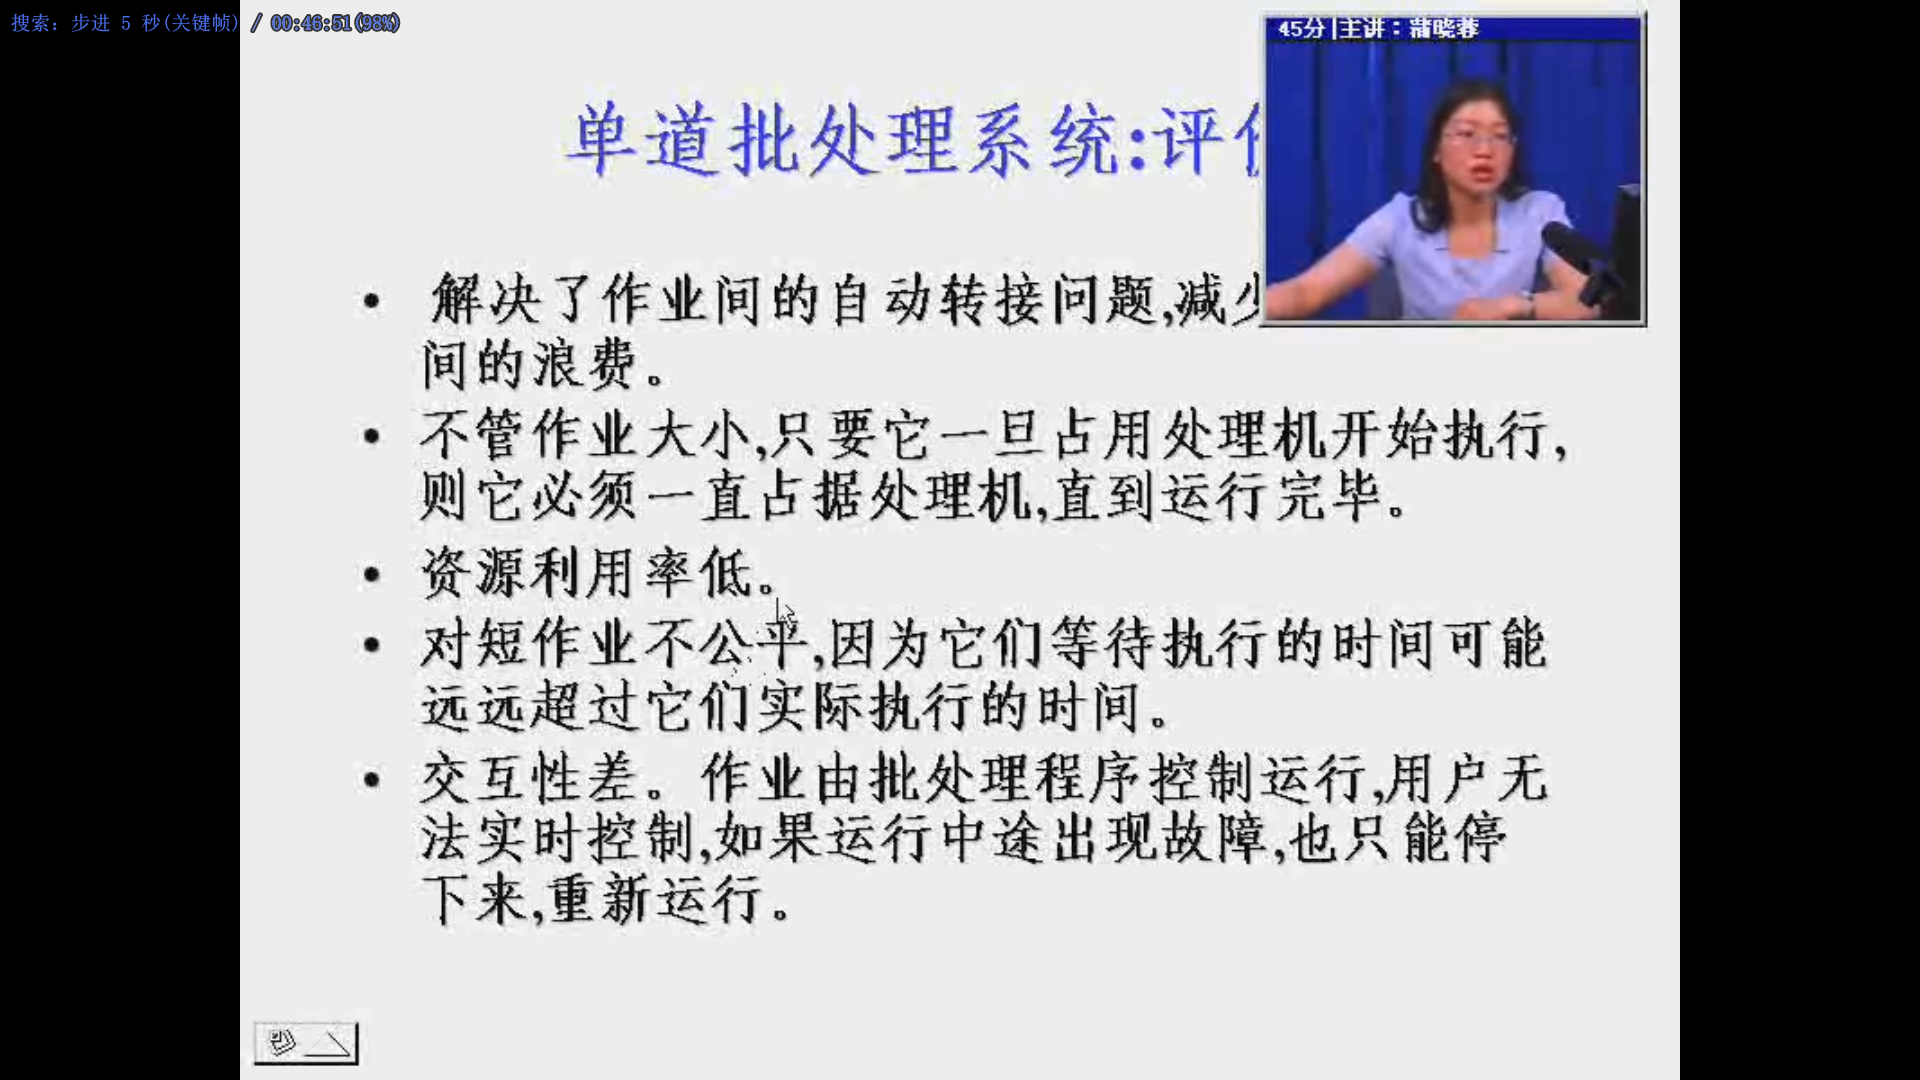 搜索: 步进 5 秒(关键帧) / 00:46:51(98%)
45分|主讲：蒲晓蓉
单道批处理系统:评
解决了作业间的自动转接问题,减少
间的浪费。
不管作业大小,只要它一旦占用处理机开始执行,
则它必须一直占据处理机,直到运行完毕。
资源利用率低。
对短作业不公平,因为它们等待执行的时间可能
远远超过它们实际执行的时间。
交互性差。作业由批处理程序控制运行,用户无
法实时控制,如果运行中途出现故障,也只能停
下来,重新运行。